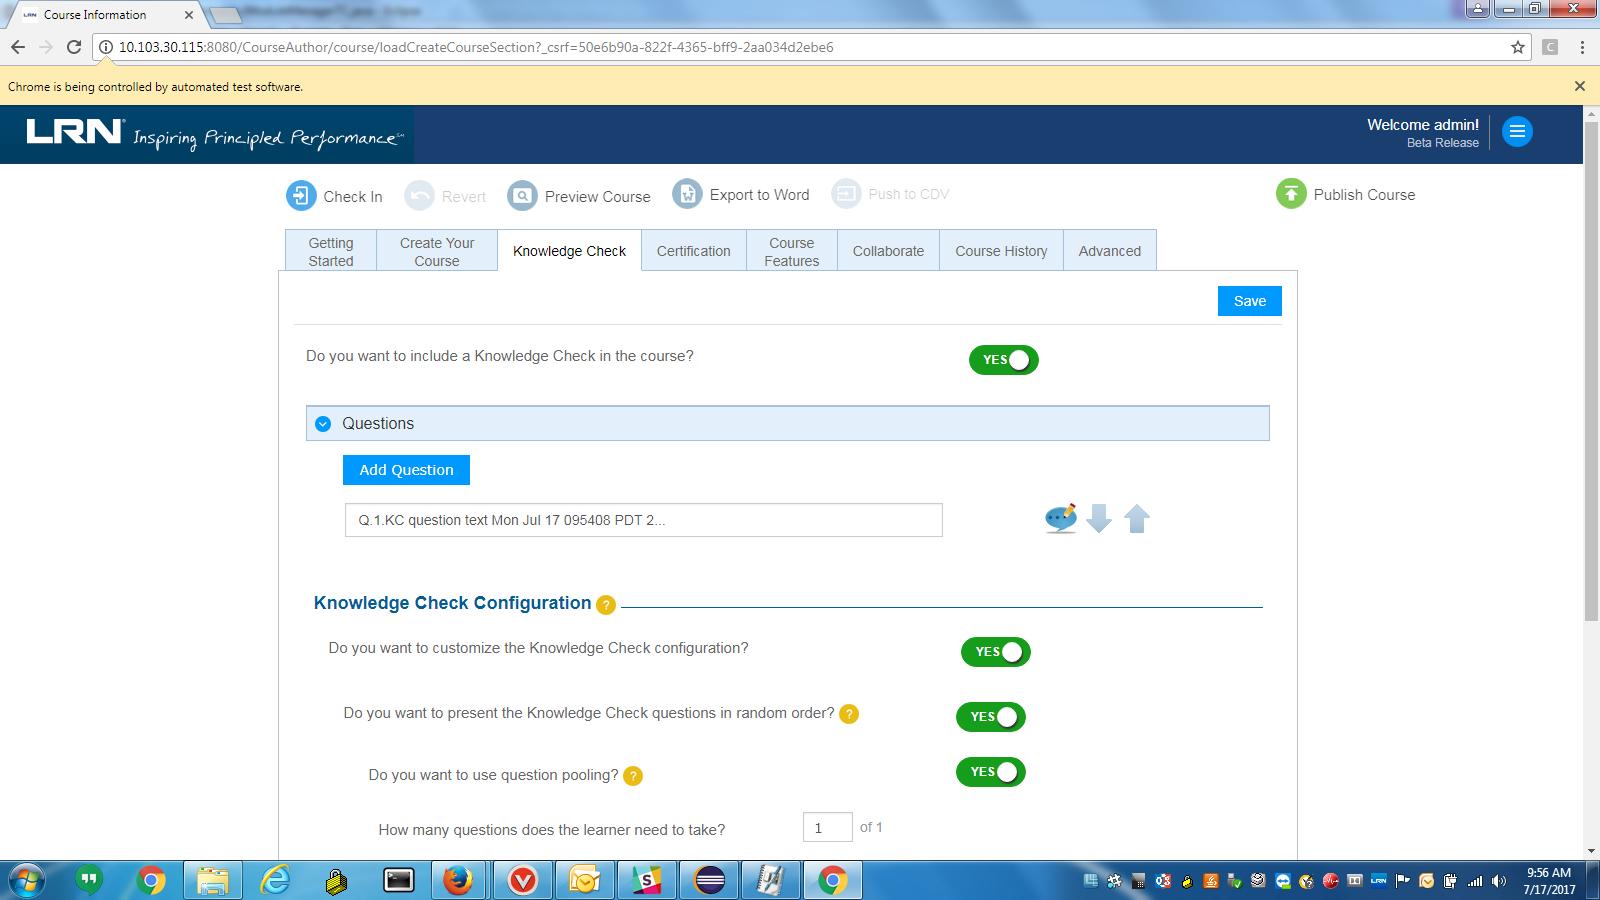 Course Information
10.103.30.115:8080/CourseAuthor/course/loadCreateCourseSection?_csrf=50e6b90a-822f-4365-bff9-2aa034d2ebe6
Chrome is being controlled by automated test software.
LRN Inspiring Principled Performance
Welcome admin!
Beta Release
Check In
Revert
Preview Course
Export to Word
Push to CDV
Publish Course
Getting Started
Create Your Course
Knowledge Check
Certification
Course Features
Collaborate
Course History
Advanced
Save
Do you want to include a Knowledge Check in the course?
YES
Questions
Add Question
Q.1.KC question text Mon Jul 17 095408 PDT 2...
Knowledge Check Configuration ?
Do you want to customize the Knowledge Check configuration?
YES
Do you want to present the Knowledge Check questions in random order? ?
YES
Do you want to use question pooling? ?
YES
How many questions does the learner need to take?
1 of 1
9:56 AM
7/17/2017